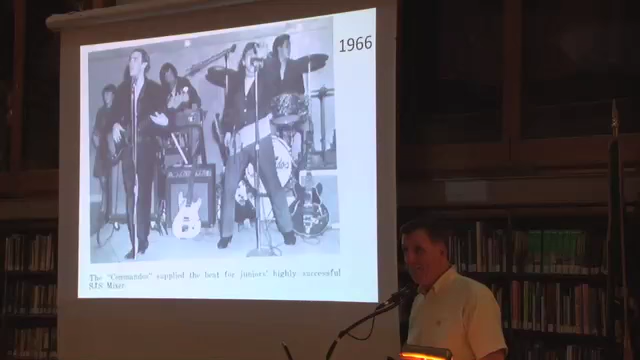 1966
The "Commandos" supplied the beat for juniors' highly successful
SJS Mixer.